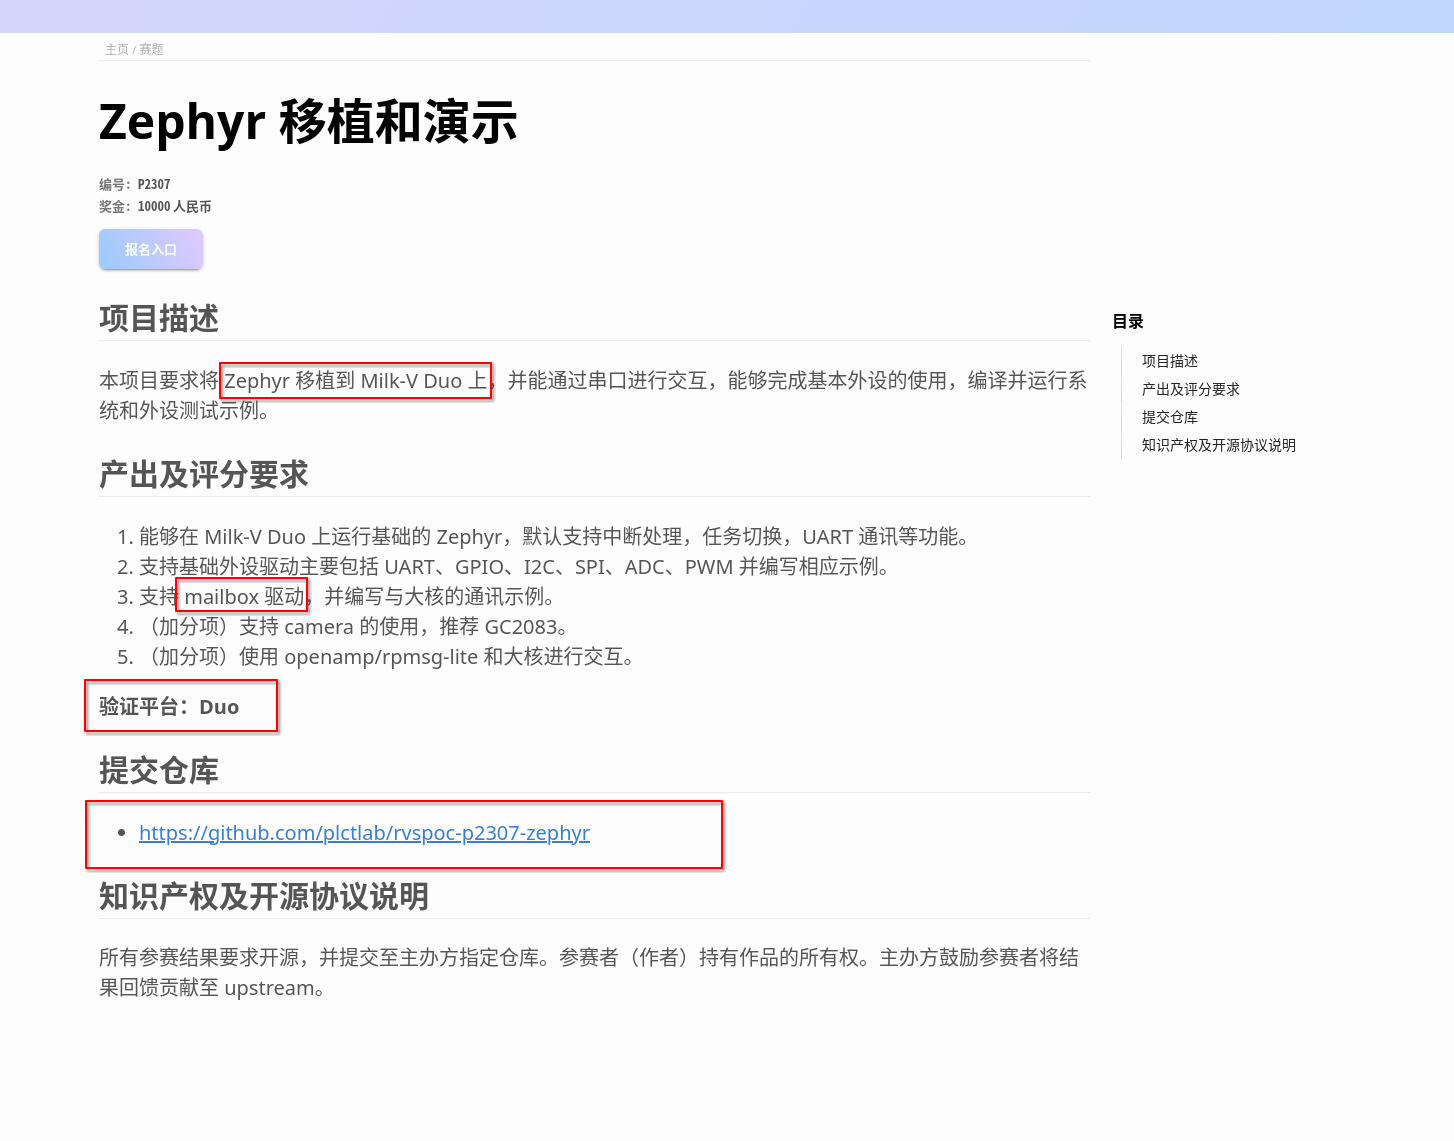 主页 / 赛题
Zephyr 移植和演示
编号：P2307
奖金：10000 人民币
报名入口
项目描述
本项目要求将 Zephyr 移植到 Milk-V Duo 上，并能通过串口进行交互，能够完成基本外设的使用，编译并运行系
统和外设测试示例。
产出及评分要求
1. 能够在 Milk-V Duo 上运行基础的 Zephyr，默认支持中断处理，任务切换，UART 通讯等功能。
2. 支持基础外设驱动主要包括 UART、GPIO、I2C、SPI、ADC、PWM 并编写相应示例。
3. 支持 mailbox 驱动，并编写与大核的通讯示例。
4. （加分项）支持 camera 的使用，推荐 GC2083。
5. （加分项）使用 openamp/rpmsg-lite 和大核进行交互。
验证平台：Duo
提交仓库
• https://github.com/plctlab/rvspoc-p2307-zephyr
知识产权及开源协议说明
所有参赛结果要求开源，并提交至主办方指定仓库。参赛者（作者）持有作品的所有权。主办方鼓励参赛者将结
果回馈贡献至 upstream。
目录
项目描述
产出及评分要求
提交仓库
知识产权及开源协议说明